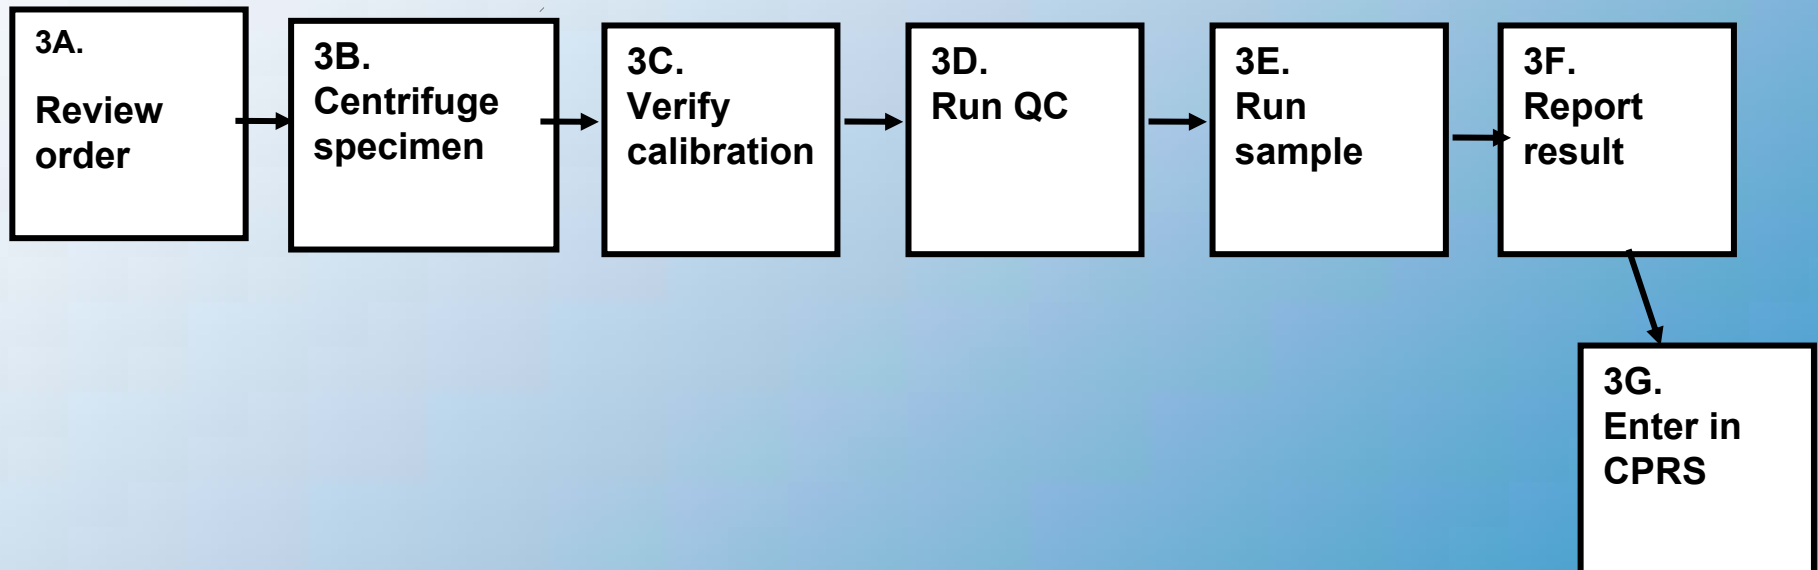 3A.
Review
order
3B.
Centrifuge
specimen
3C.
Verify
calibration
3D.
Run QC
3E.
Run
sample
3F.
Report
result
3G.
Enter in
CPRS